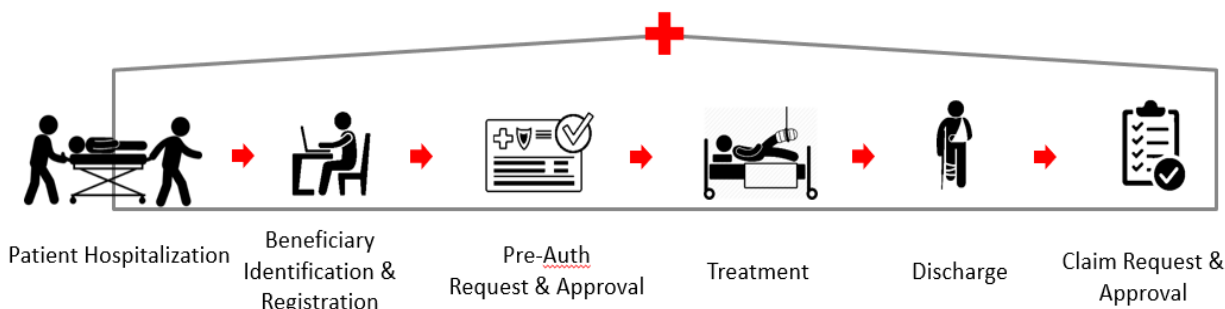 Patient Hospitalization
Beneficiary
Identification &
Registration
Pre-Auth
Request & Approval
Treatment
Discharge
Claim Request &
Approval